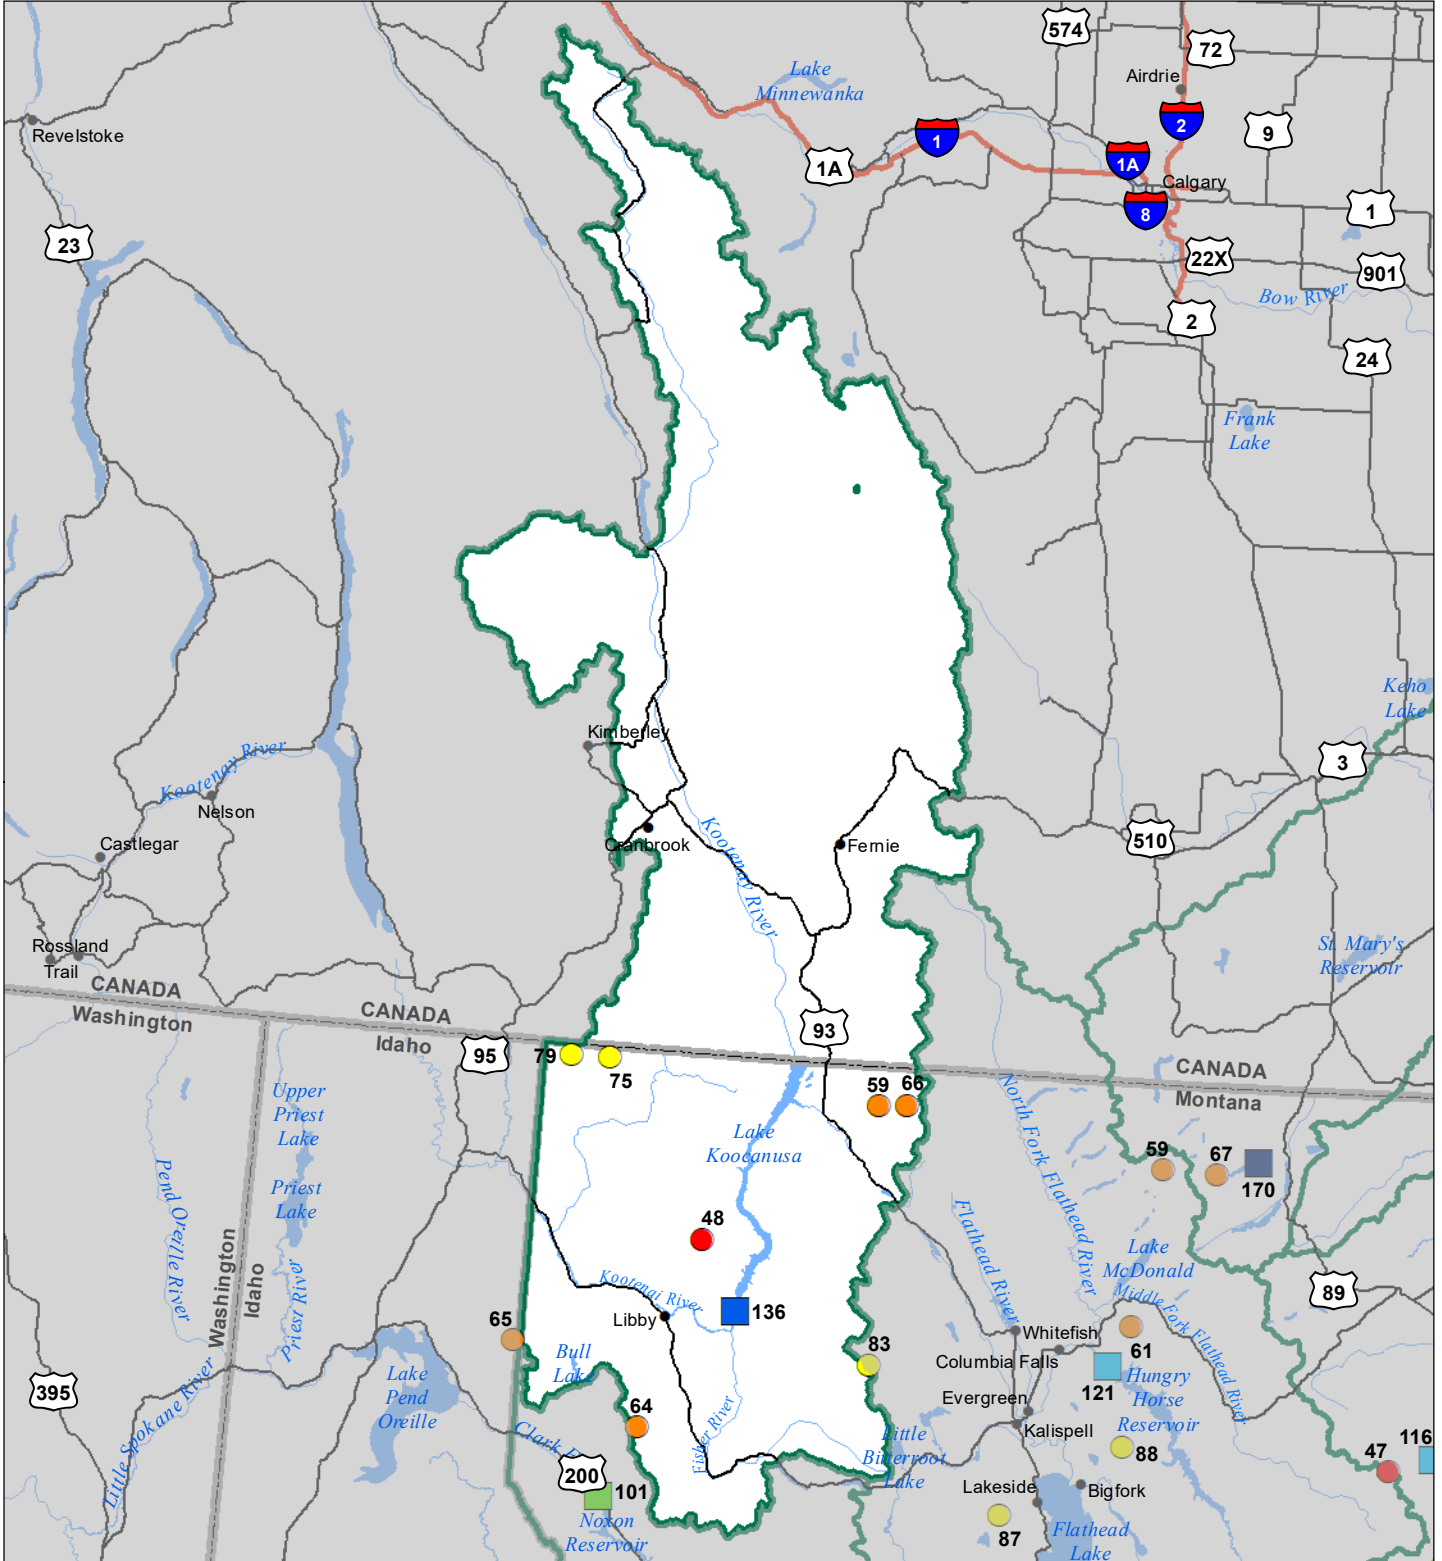 574
72
Airdrie
Lake
Minnewanka
2
9
Revelstoke
1
1A
1A
Calgary
8
1
23
22X
901
Bow River
2
24
Frank
Lake
Keho
Lake
Kimberley
3
Kootenay River
Nelson
Kootenay River
Castlegar
Cranbrook
Fernie
510
Rossland
Trail
St. Mary's
Reservoir
CANADA
Washington
CANADA
Idaho
95
93
79
75
59
66
CANADA
Montana
Upper
Priest
Lake
North Fork Flathead River
Lake
Koocanusa
59
67
170
Pend Oreille River
Priest
Lake
48
Flathead River
Lake
McDonald
Washington
Idaho
Priest River
Kootenai River
Middle Fork Flathead River
89
Libby
136
65
Whitefish
61
Columbia Falls
83
Bull
Lake
121
Hungry
Horse
Reservoir
395
Lake
Pend
Oreille
Little Spokane River
Evergreen
64
Fisher River
Kalispell
Clark F
Little
Bitterroot
Lake
88
116
47
200
101
Lakeside
Bigfork
Noxon
Reservoir
87
Flathead
Lake